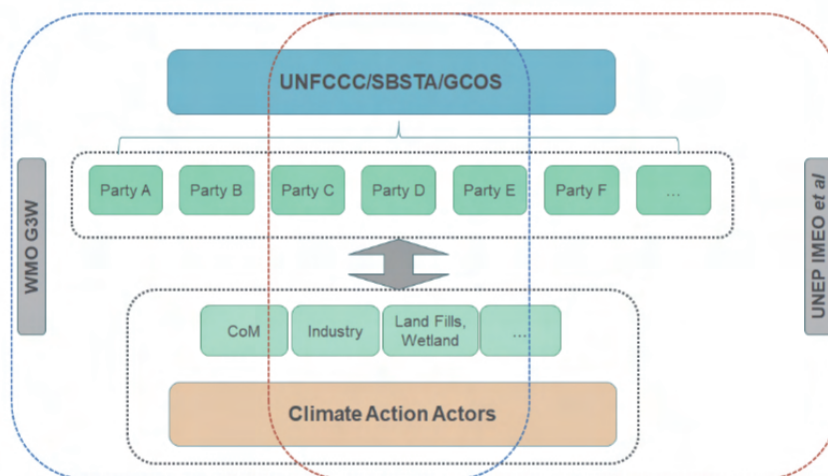 UNFCCC/SBSTA/GCOS
WMO G3W
Party A
Party B
Party C
Party D
Party E
Party F
...
UNEP IMEO et al
CoM
Industry
Land Fills,
Wetland
...
Climate Action Actors